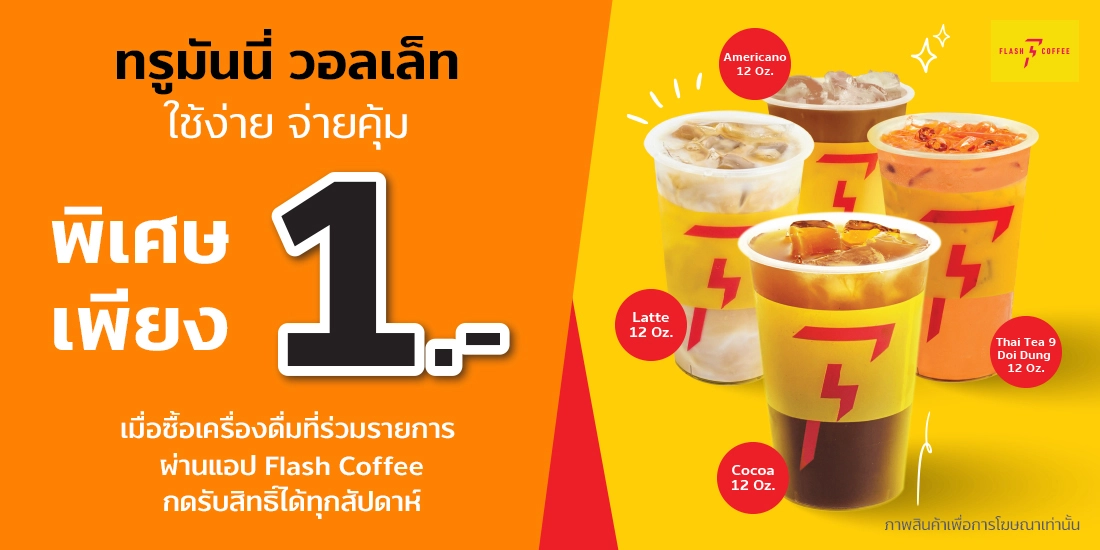 ทรูมันนี่ วอลเล็ท
ใช้ง่าย จ่ายคุ้ม
พิเศษ
เพียง
1.-
เมื่อซื้อเครื่องดื่มที่ร่วมรายการ
ผ่านแอป Flash Coffee
กดรับสิทธิ์ได้ทุกสัปดาห์
Americano
12 Oz.
FLASH COFFEE
Latte
12 Oz.
Thai Tea 9
Doi Dung
12 Oz.
Cocoa
12 Oz.
ภาพสินค้าเพื่อการโฆษณาเท่านั้น